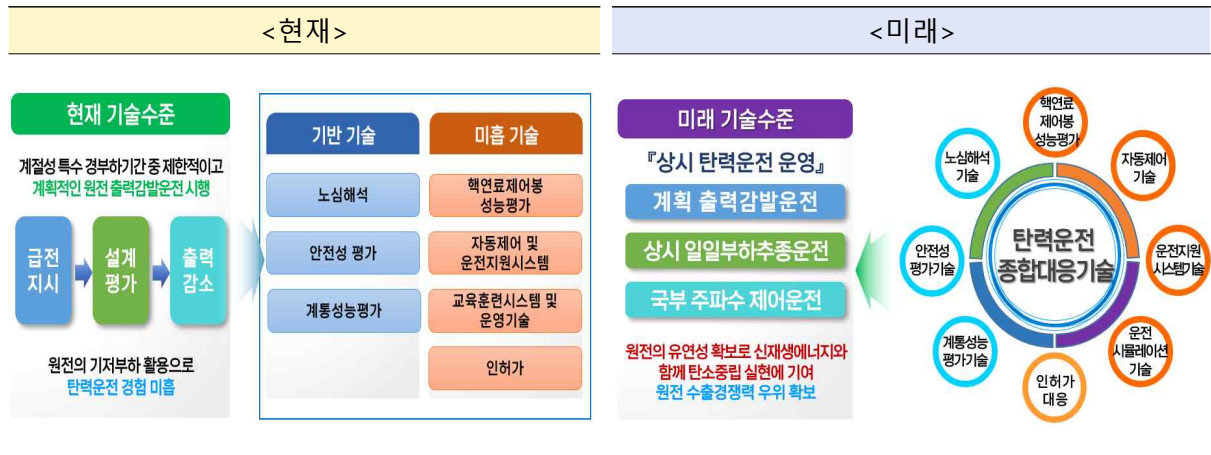 <현재>
현재 기술수준
계절성 특수 경부하기간 중 제한적이고
계획적인 원전 출력감발운전 시행
급전
지시
설계
평가
출력
감소
원전의 기저부하 활용으로
탄력운전 경험 미흡
기반 기술
노심해석
안전성 평가
계통성능평가
미흡 기술
핵연료제어봉
성능평가
자동제어 및
운전지원시스템
교육훈련시스템 및
운영기술
인허가
<미래>
미래 기술수준
『상시 탄력운전 운영』
계획 출력감발운전
상시 일일부하추종운전
국부 주파수 제어운전
원전의 유연성 확보로 신재생에너지와
함께 탄소중립 실현에 기여
원전 수출경쟁력 우위 확보
탄력운전
종합대응기술
핵연료
제어봉
성능평가
자동제어
기술
운전지원
시스템기술
운전
시뮬레이션
기술
인허가
대응
계통성능
평가기술
안전성
평가기술
노심해석
기술